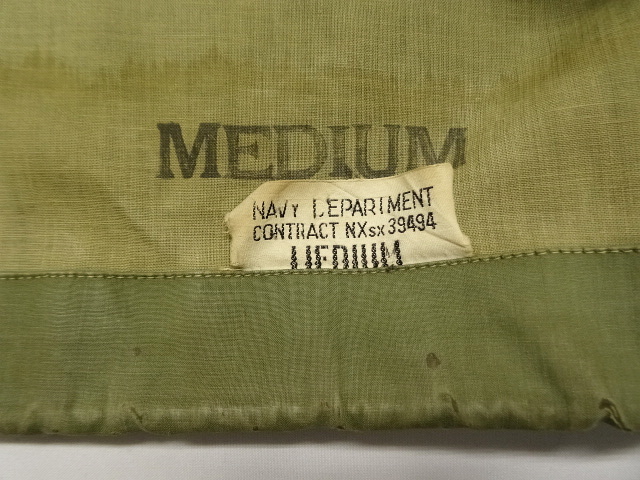 MEDIUM
NAVY DEPARTMENT
CONTRACT NXsx 39494
MEDIUM